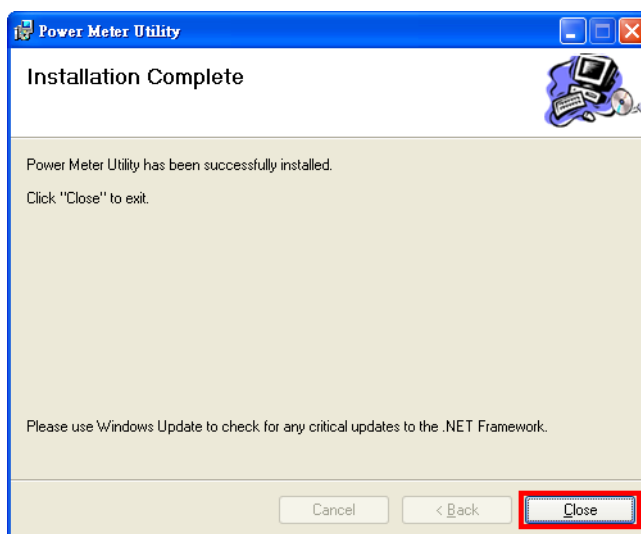 Power Meter Utility
Installation Complete
Power Meter Utility has been successfully installed.
Click "Close" to exit.
Please use Windows Update to check for any critical updates to the .NET Framework.
Cancel < Back Close